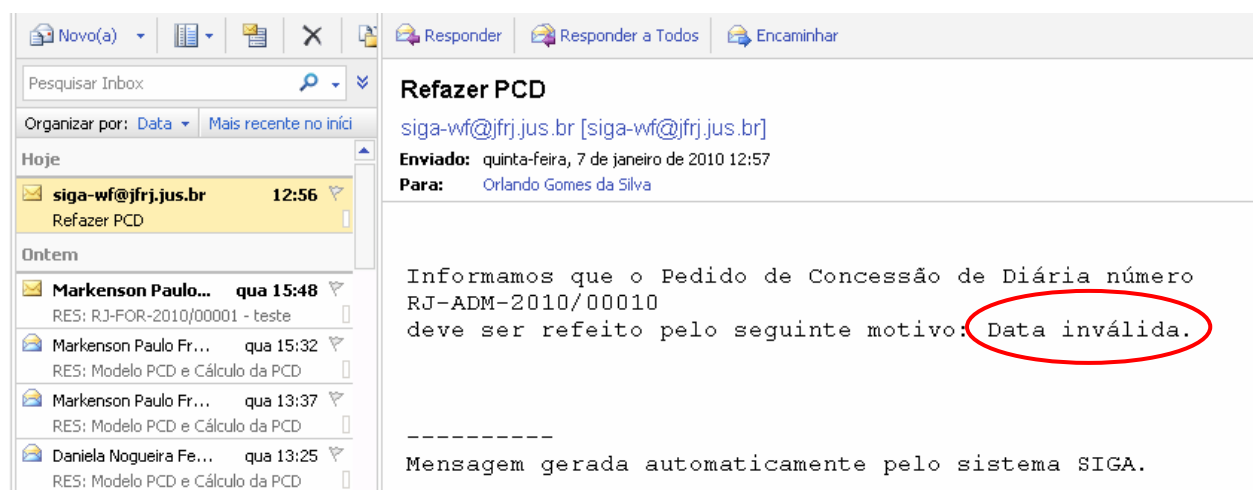 Novo(a)
Responder
Responder a Todos
Encaminhar
Pesquisar Inbox
Organizar por: Data
Mais recente no iníci
Hoje
siga-wf@jfrj.jus.br 12:56
Refazer PCD
Ontem
Markenson Paulo... qua 15:48
RES: RJ-FOR-2010/00001 - teste
Markenson Paulo Fr... qua 15:32
RES: Modelo PCD e Cálculo da PCD
Markenson Paulo Fr... qua 13:37
RES: Modelo PCD e Cálculo da PCD
Daniela Nogueira Fe... qua 13:25
RES: Modelo PCD e Cálculo da PCD
Refazer PCD
siga-wf@jfrj.jus.br [siga-wf@jfrj.jus.br]
Enviado: quinta-feira, 7 de janeiro de 2010 12:57
Para: Orlando Gomes da Silva
Informamos que o Pedido de Concessão de Diária número
RJ-ADM-2010/00010
deve ser refeito pelo seguinte motivo: Data inválida.
----------
Mensagem gerada automaticamente pelo sistema SIGA.